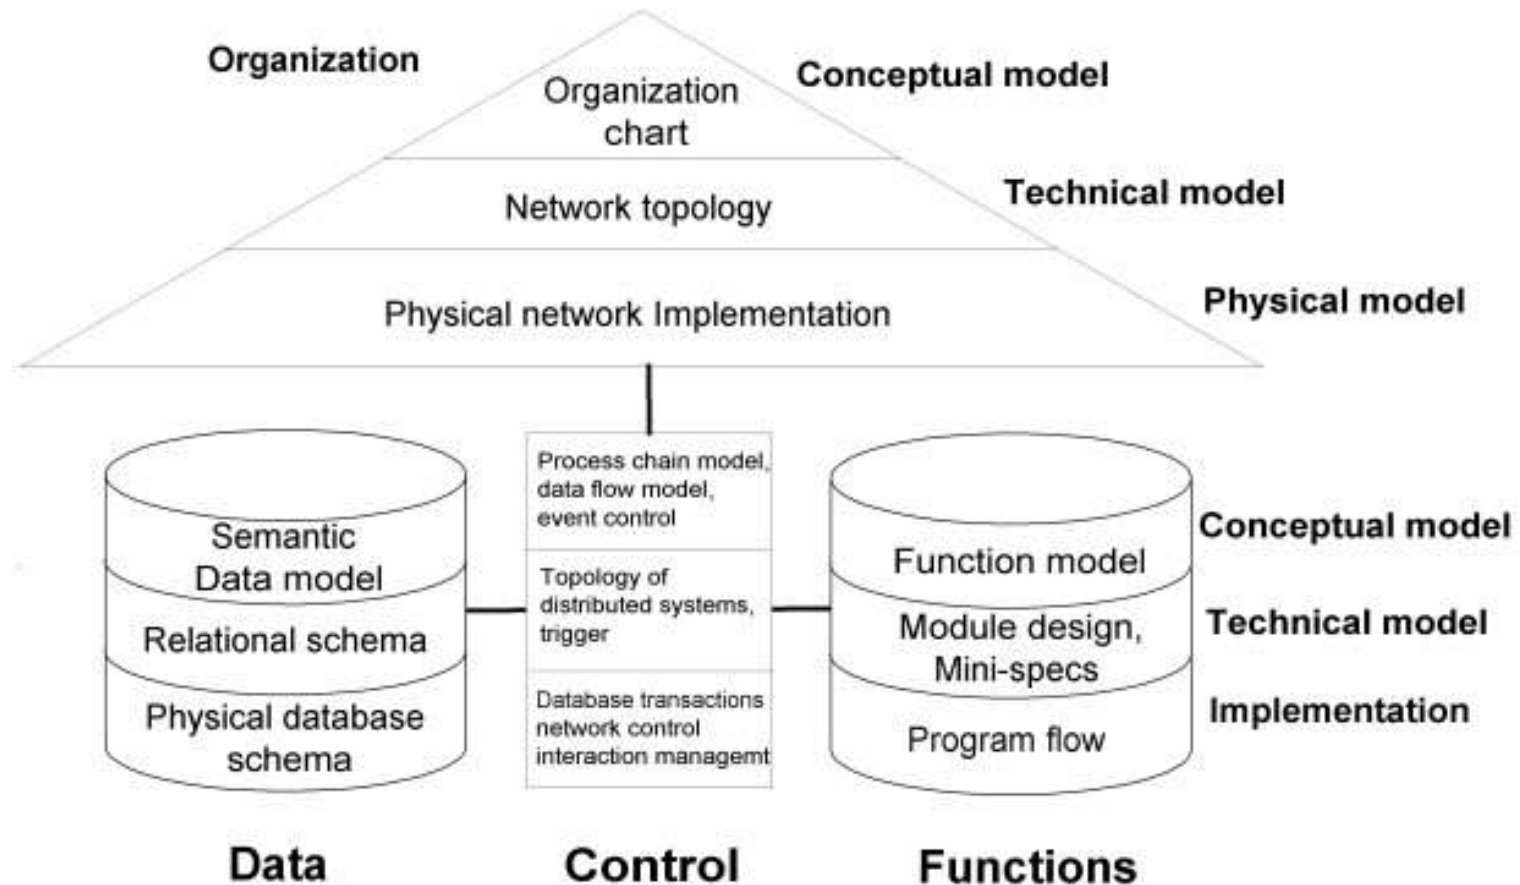 Organization
Conceptual model
Organization
chart
Technical model
Network topology
Physical model
Physical network Implementation
Semantic
Data model
Relational schema
Physical database
schema
Process chain model,
data flow model,
event control
Topology of
distributed systems,
trigger
Database transactions
network control
interaction managemt
Function model
Module design,
Mini-specs
Program flow
Conceptual model
Technical model
Implementation
Data
Control
Functions